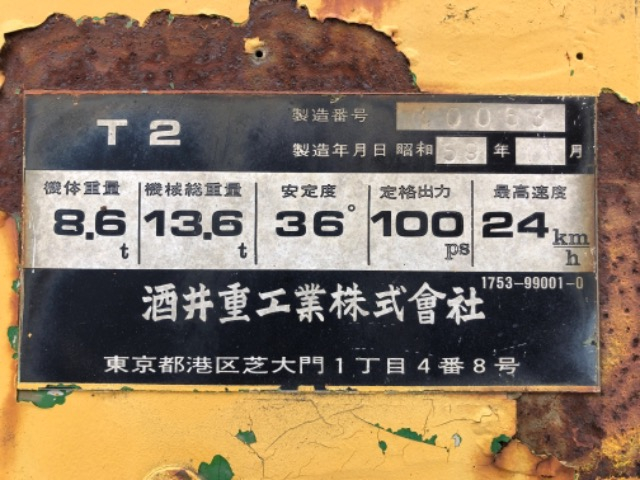 T2
製造番号 0063
製造年月日 昭和 59 年 月
機体重量 機械総重量 安定度 定格出力 最高速度
8.6 t 13.6 t 36° 100 ps 24 km/h
1753-99001-0
酒井重工業株式會社
東京都港区芝大門1丁目4番8号